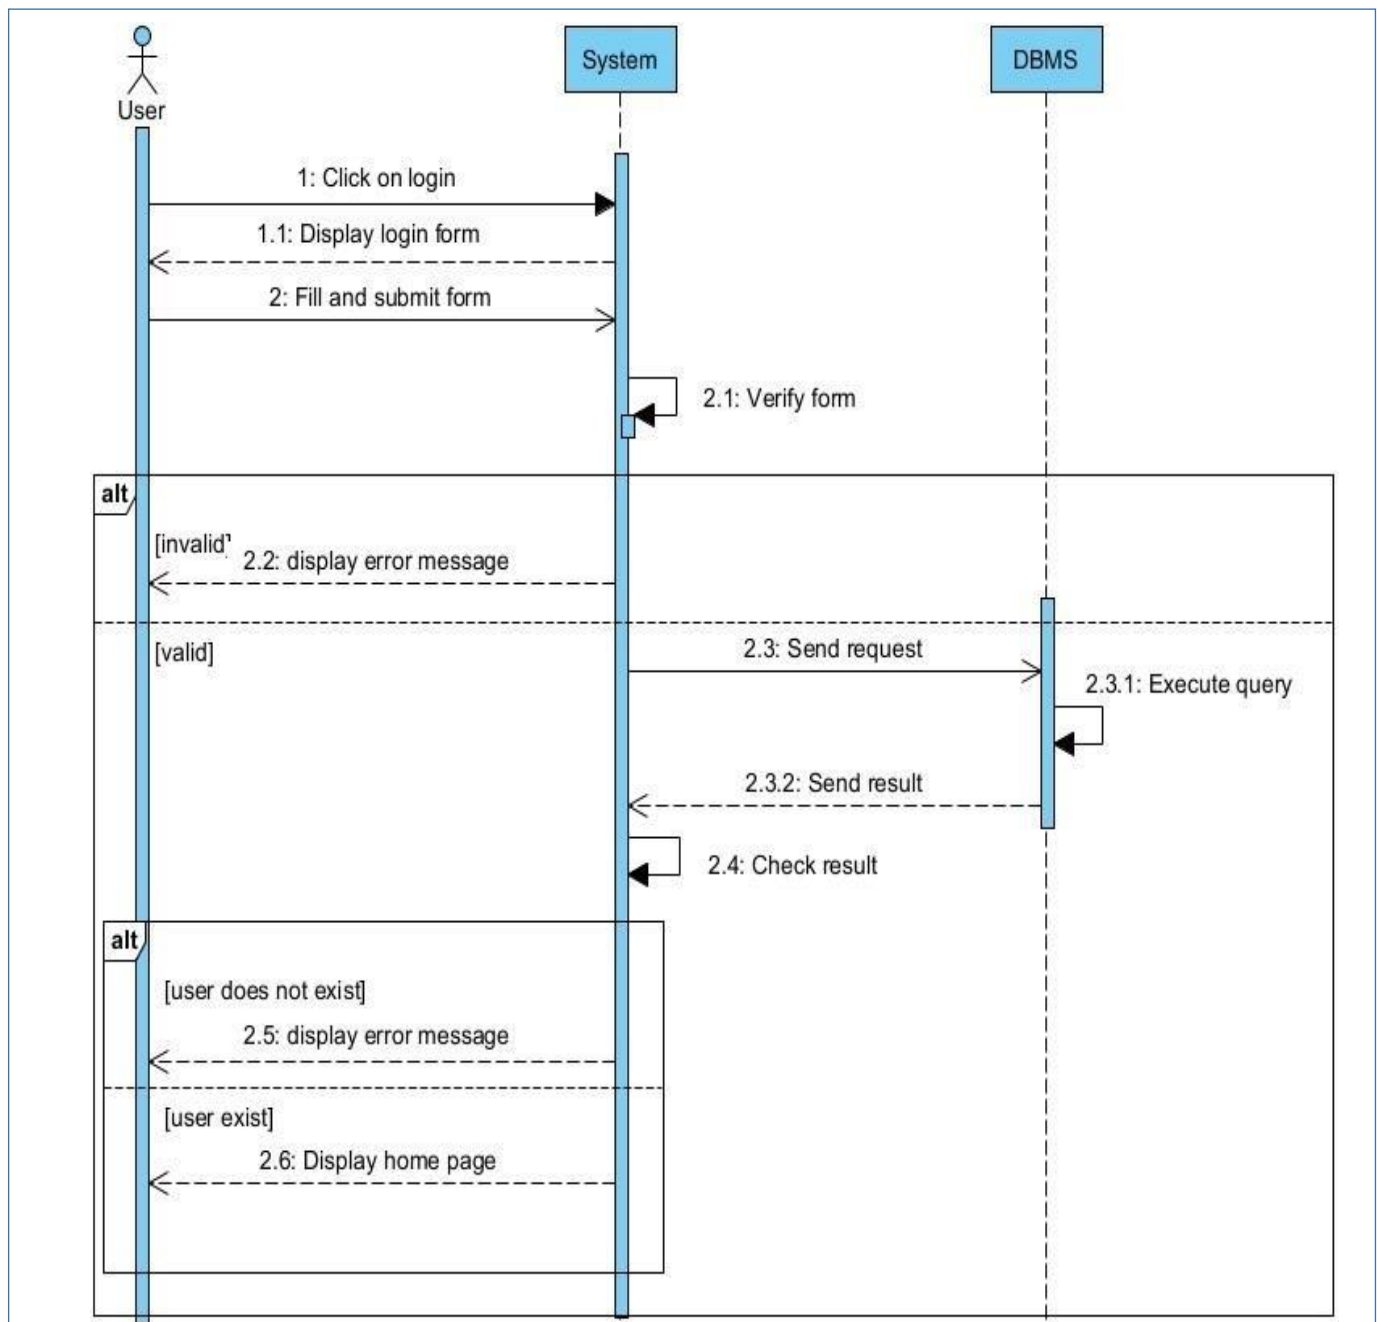 User
System
DBMS
1: Click on login
1.1: Display login form
2: Fill and submit form
2.1: Verify form
alt
[invalid]
2.2: display error message
[valid]
2.3: Send request
2.3.1: Execute query
2.3.2: Send result
2.4: Check result
alt
[user does not exist]
2.5: display error message
[user exist]
2.6: Display home page